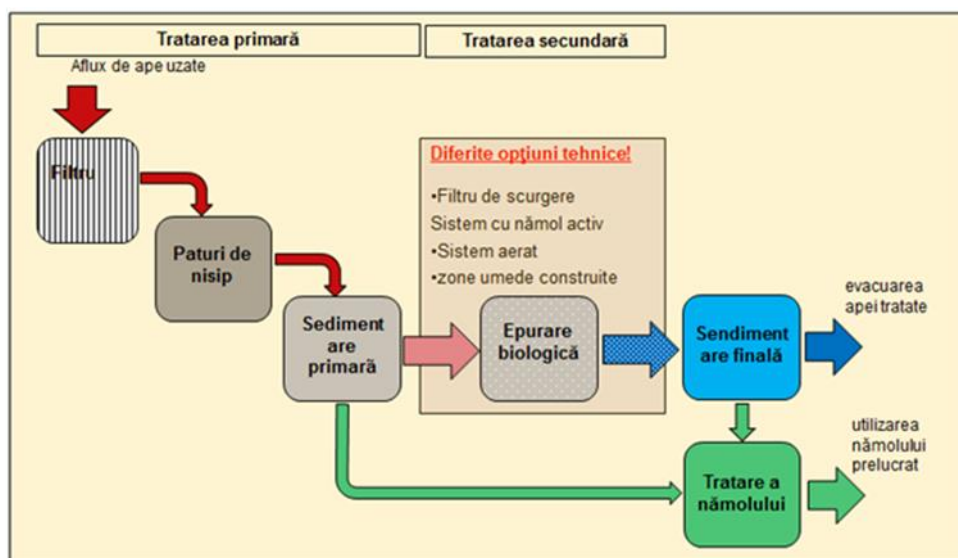 Tratarea primară
Tratarea secundară
Aflux de ape uzate
Filtru
Paturi de
nisip
Sediment
are
primară
Diferite opţiuni tehnice!
•Filtru de scurgere
Sistem cu nămol activ
•Sistem aerat
•zone umede construite
Epurare
biologică
Sendiment
are finală
evacuarea
apei tratate
Tratare a
nămolului
utilizarea
nămolului
prelucrat